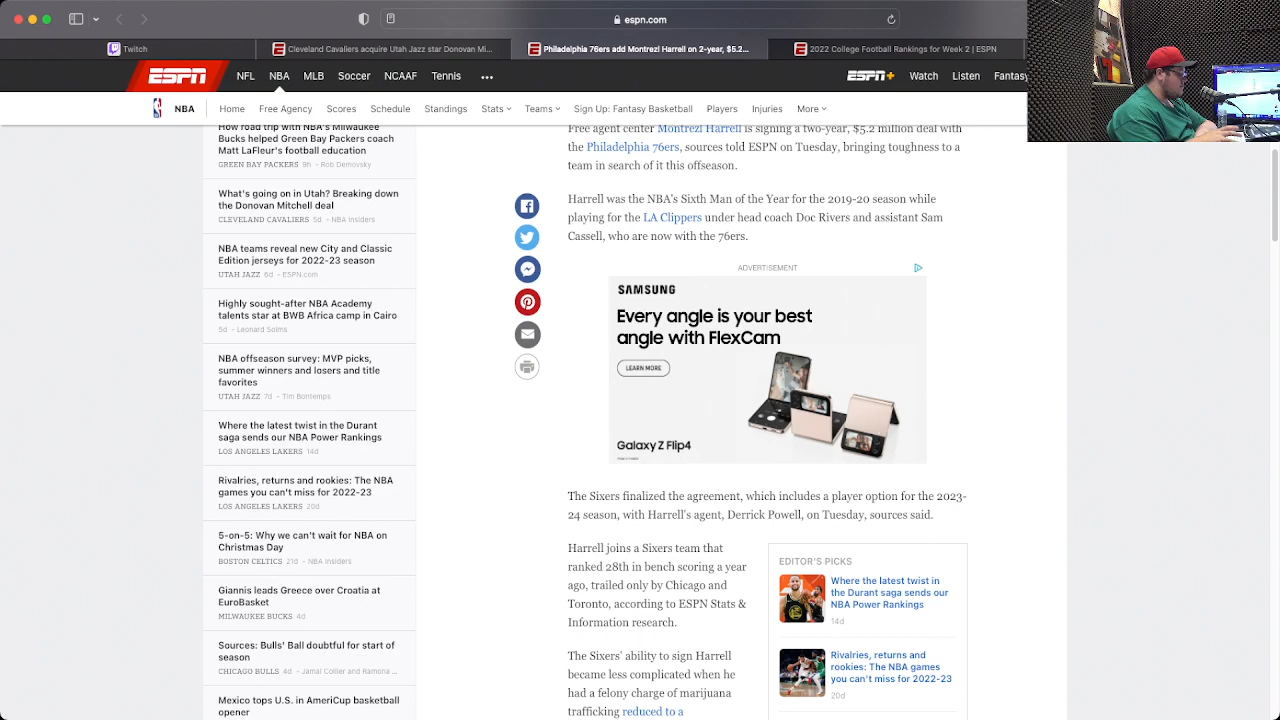 espn.com
Twitch
Cleveland Cavaliers acquire Utah Jazz star Donovan Mi...
Philadelphia 76ers add Montrezl Harrell on 2-year, $5.2...
2022 College Football Rankings for Week 2 | ESPN
ESPN
NFL
NBA
MLB
Soccer
NCAAF
Tennis
•••
ESPN+
Watch
Listen
Fantasy
NBA
Home
Free Agency
Scores
Schedule
Standings
Stats
Teams
Sign Up: Fantasy Basketball
Players
Injuries
More
How road trip with NBA's Milwaukee
Bucks helped Green Bay Packers coach
Matt LaFleur's football education
GREEN BAY PACKERS 9h - Rob Demovsky
What's going on in Utah? Breaking down
the Donovan Mitchell deal
CLEVELAND CAVALIERS 5d - NBA Insiders
NBA teams reveal new City and Classic
Edition jerseys for 2022-23 season
UTAH JAZZ 6d - ESPN.com
Highly sought-after NBA Academy
talents star at BWB Africa camp in Cairo
5d - Leonard Solms
NBA offseason survey: MVP picks,
summer winners and losers and title
favorites
UTAH JAZZ 7d - Tim Bontemps
Where the latest twist in the Durant
saga sends our NBA Power Rankings
LOS ANGELES LAKERS 14d
Rivalries, returns and rookies: The NBA
games you can't miss for 2022-23
LOS ANGELES LAKERS 20d
5-on-5: Why we can't wait for NBA on
Christmas Day
BOSTON CELTICS 21d - NBA Insiders
Giannis leads Greece over Croatia at
EuroBasket
MILWAUKEE BUCKS 4d
Sources: Bulls' Ball doubtful for start of
season
CHICAGO BULLS 4d - Jamal Collier and Ramona ...
Mexico tops U.S. in AmeriCup basketball
opener
Free agent center Montrezl Harrell is signing a two-year, $5.2 million deal with
the Philadelphia 76ers, sources told ESPN on Tuesday, bringing toughness to a
team in search of it this offseason.
Harrell was the NBA's Sixth Man of the Year for the 2019-20 season while
playing for the LA Clippers under head coach Doc Rivers and assistant Sam
Cassell, who are now with the 76ers.
ADVERTISEMENT
SAMSUNG
Every angle is your best
angle with FlexCam
LEARN MORE
Galaxy Z Flip4
The Sixers finalized the agreement, which includes a player option for the 2023-
24 season, with Harrell's agent, Derrick Powell, on Tuesday, sources said.
Harrell joins a Sixers team that
ranked 28th in bench scoring a year
ago, trailed only by Chicago and
Toronto, according to ESPN Stats &
Information research.
The Sixers' ability to sign Harrell
became less complicated when he
had a felony charge of marijuana
trafficking reduced to a
EDITOR'S PICKS
Where the latest twist in
the Durant saga sends our
NBA Power Rankings
14d
Rivalries, returns and
rookies: The NBA games
you can't miss for 2022-23
20d